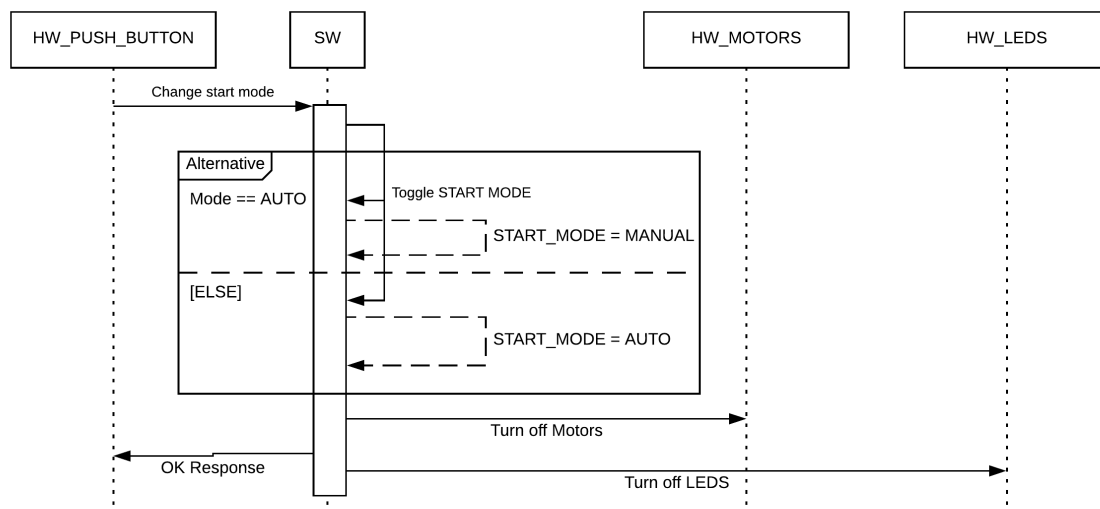 HW_PUSH_BUTTON
SW
HW_MOTORS
HW_LEDS
Change start mode
Alternative
Mode == AUTO
Toggle START MODE
START_MODE = MANUAL
[ELSE]
START_MODE = AUTO
Turn off Motors
OK Response
Turn off LEDS